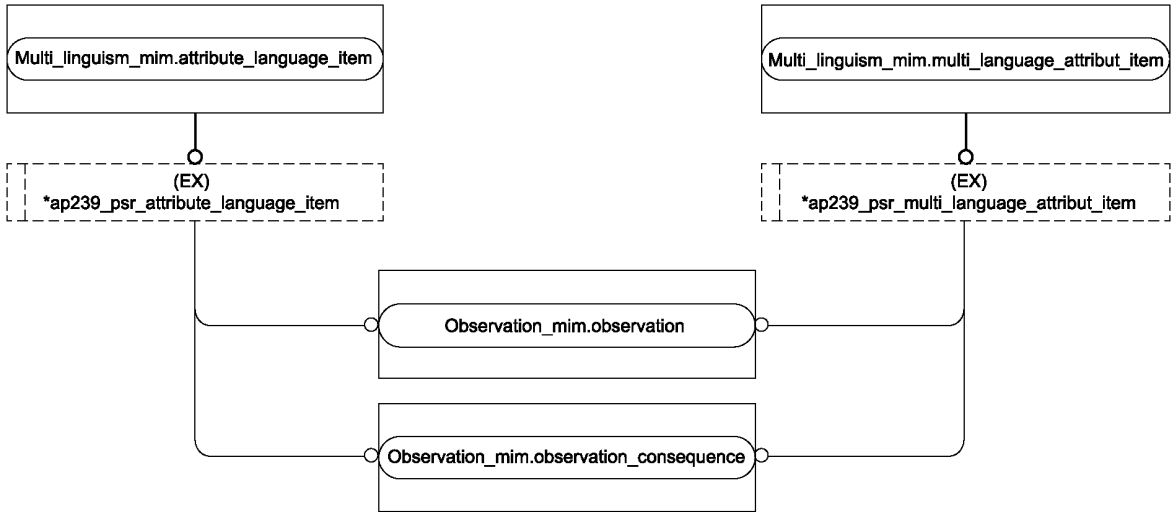 Multi_linguism_mim.attribute_language_item
Multi_linguism_mim.multi_language_attribut_item
(EX)
*ap239_psr_attribute_language_item
(EX)
*ap239_psr_multi_language_attribut_item
Observation_mim.observation
Observation_mim.observation_consequence